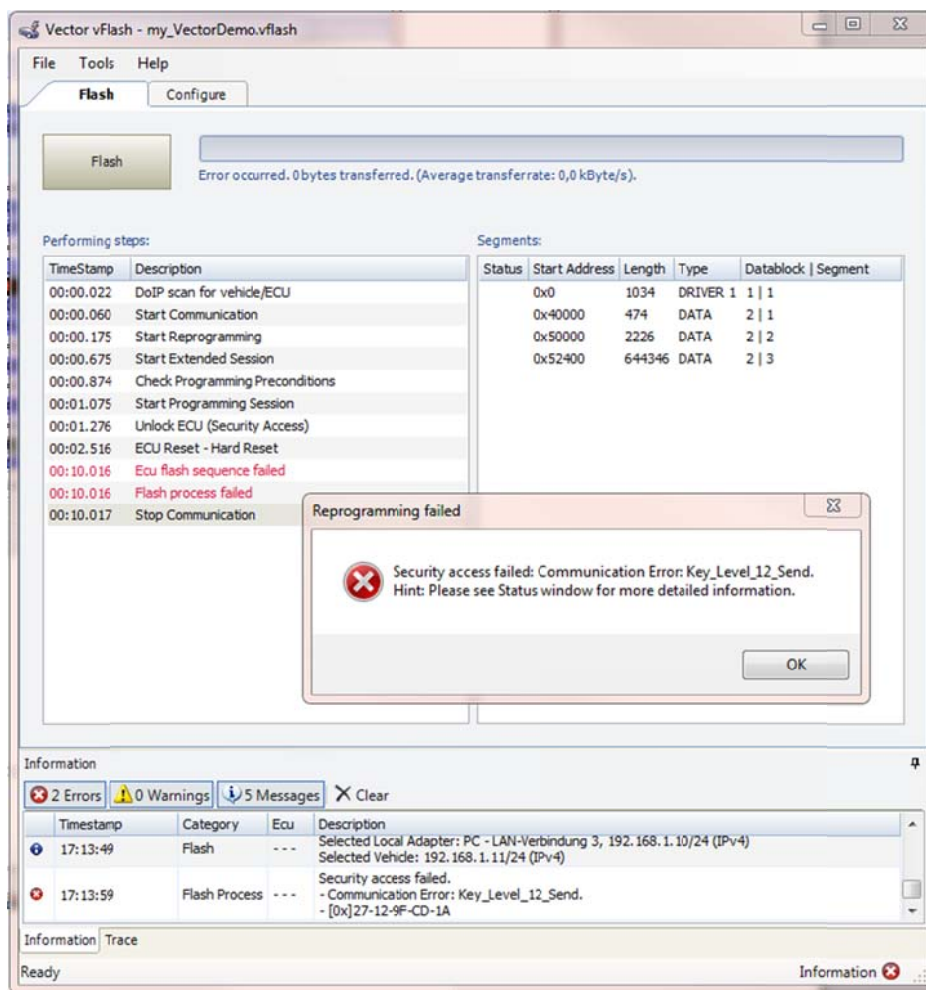 Vector vFlash - my_VectorDemo.vflash
File Tools Help
Flash Configure
Flash
Error occurred. 0 bytes transferred. (Average transferrate: 0,0 kByte/s).
Performing steps:
TimeStamp Description
00:00.022 DoIP scan for vehicle/ECU
00:00.060 Start Communication
00:00.175 Start Reprogramming
00:00.675 Start Extended Session
00:00.874 Check Programming Preconditions
00:01.075 Start Programming Session
00:01.276 Unlock ECU (Security Access)
00:02.516 ECU Reset - Hard Reset
00:10.016 Ecu flash sequence failed
00:10.016 Flash process failed
00:10.017 Stop Communication
Segments:
Status Start Address Length Type Datablock | Segment
0x0 1034 DRIVER 1 1 | 1
0x40000 474 DATA 2 | 1
0x50000 2226 DATA 2 | 2
0x52400 644346 DATA 2 | 3
Reprogramming failed
Security access failed: Communication Error: Key_Level_12_Send.
Hint: Please see Status window for more detailed information.
OK
Information
2 Errors 0 Warnings 5 Messages Clear
Timestamp Category Ecu Description
17:13:49 Flash - - - Selected Local Adapter: PC - LAN-Verbindung 3, 192.168.1.10/24 (IPv4)
Selected Vehicle: 192.168.1.11/24 (IPv4)
17:13:59 Flash Process - - - Security access failed.
- Communication Error: Key_Level_12_Send.
- [0x]27-12-9F-CD-1A
Information Trace
Ready Information